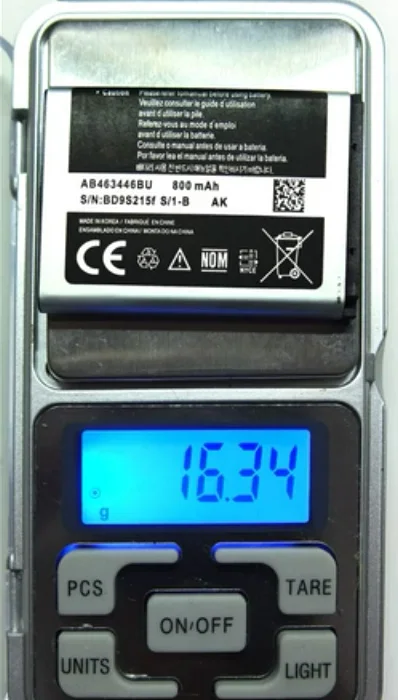 Caution : Please refer to manual before using battery.
Veuillez consulter le guide d'utilisation
avant d'utiliser la pile.
Referez-vous au mode d'emploi
avant d'utiliser la batterie.
Consulte o manual antes de usar a bateria.
Por favor lea el manual antes de utilizar la bateria.
AB463446BU 800 mAh
S/N:BD9S215f S/1-B AK
MADE IN KOREA / FABRIQUÉ EN CHINE
ENSAMBLADO EN CHINA / MONTADO NA CHINA
CE NOM NYCE
16.34
g
PCS TARE
ON/OFF
UNITS LIGHT